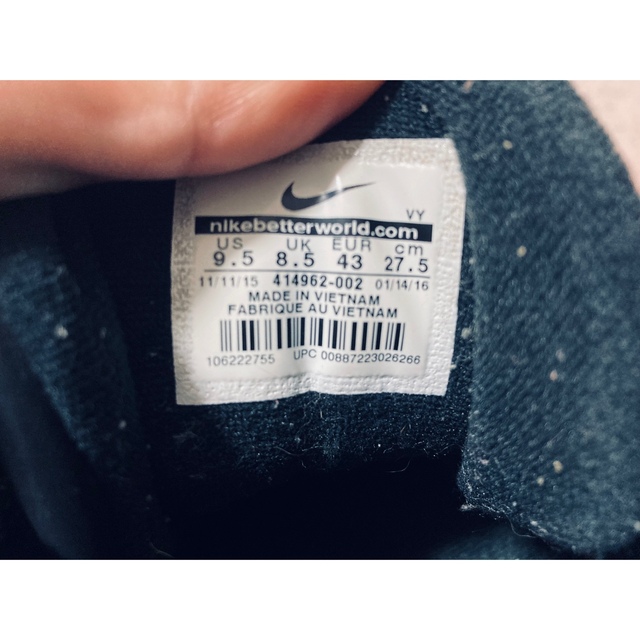 VY
nikebetterworld.com
US UK EUR cm
9.5 8.5 43 27.5
11/11/15 414962-002 01/14/16
MADE IN VIETNAM
FABRIQUE AU VIETNAM
106222755 UPC 00887223026266